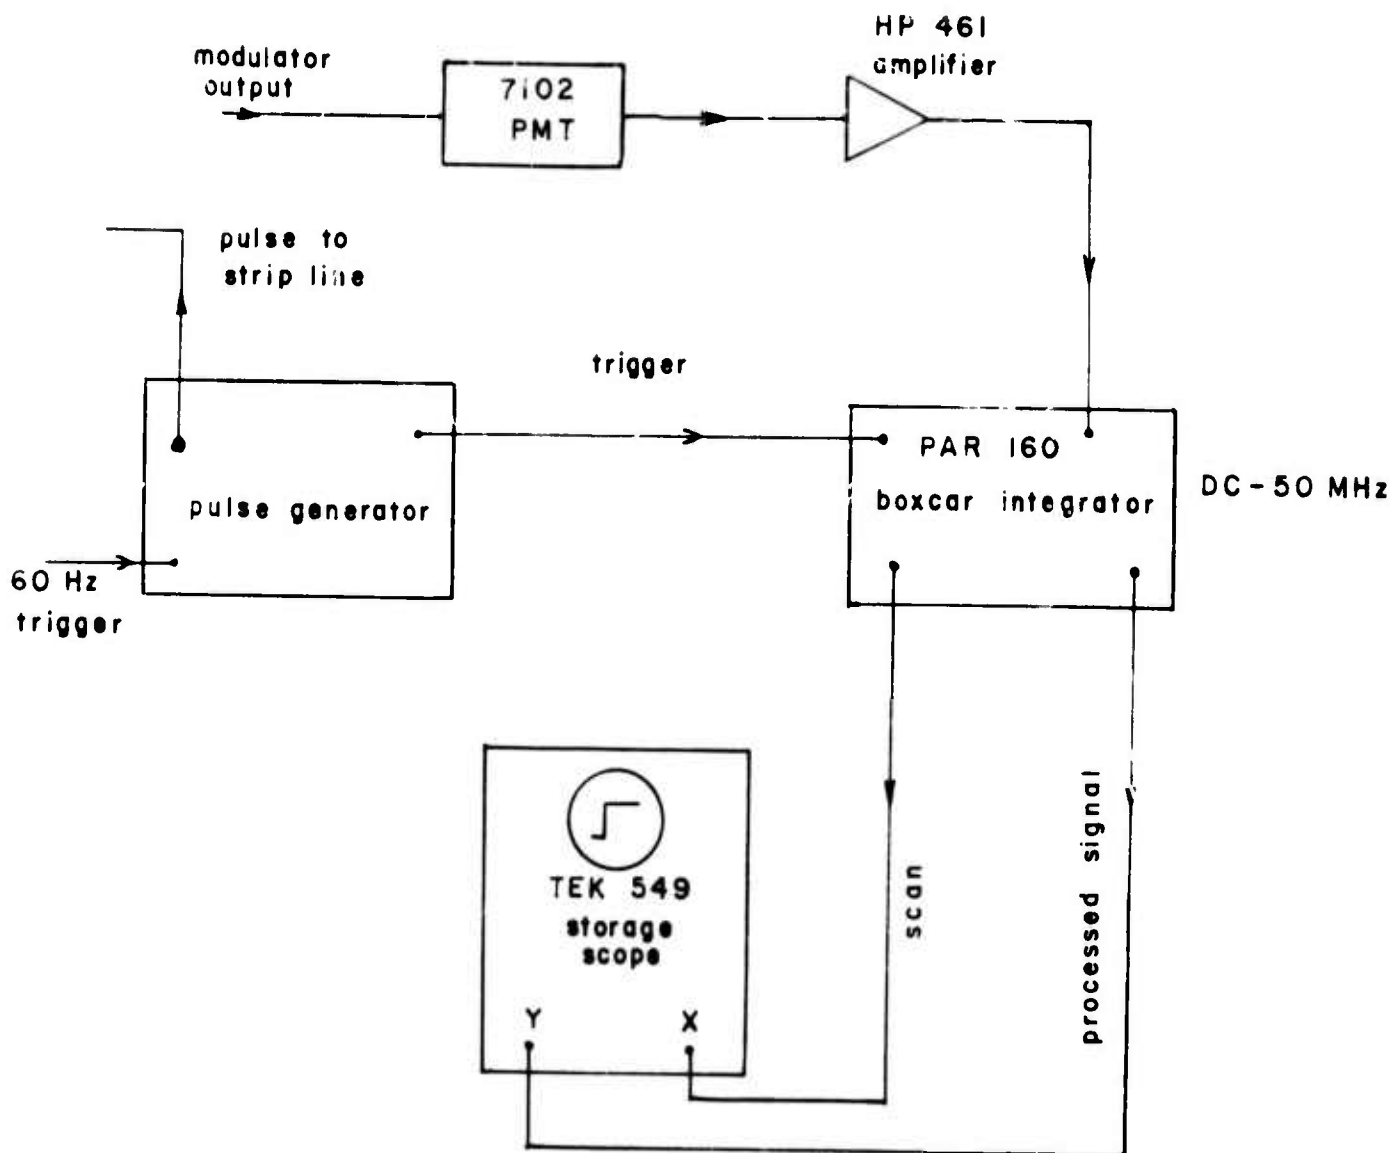 HP 461
amplifier
modulator
output
7102
PMT
pulse to
strip line
trigger
PAR 160
boxcar integrator
DC-50 MHz
pulse generator
60 Hz
trigger
TEK 549
storage
scope
Y
X
scan
processed signal